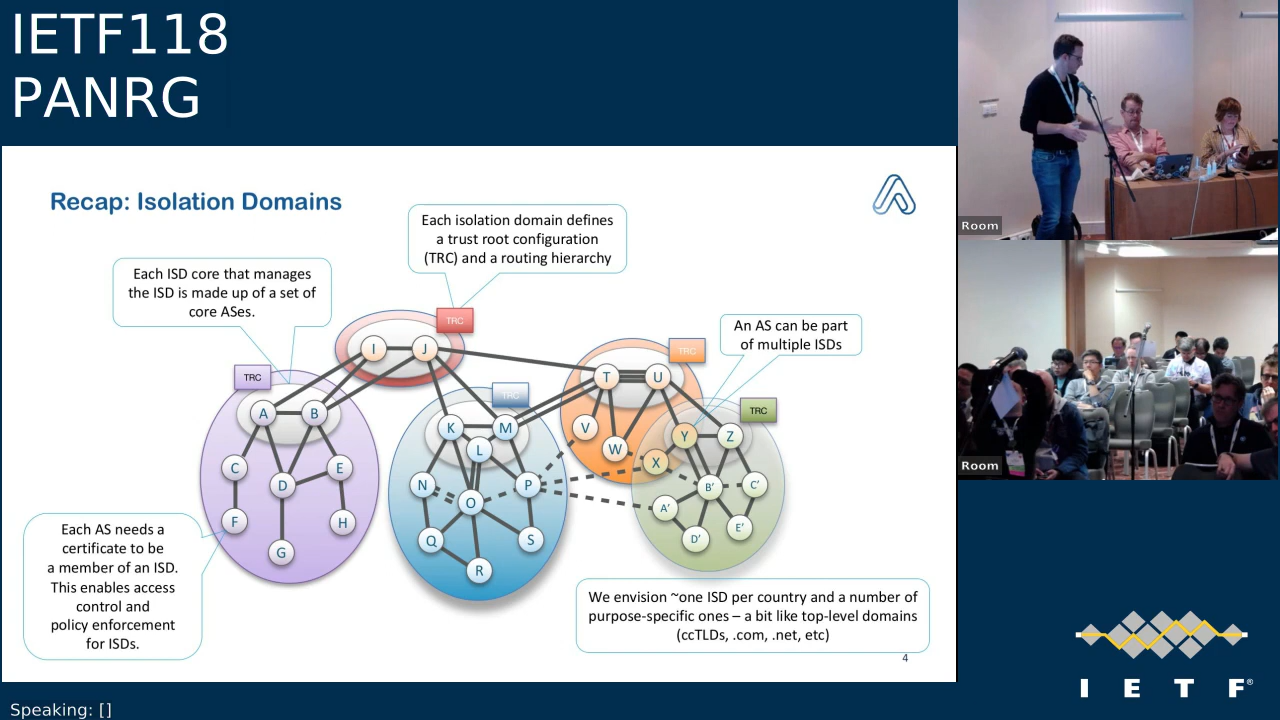 IETF118
PANRG
Recap: Isolation Domains
Each isolation domain defines
a trust root configuration
(TRC) and a routing hierarchy
Each ISD core that manages
the ISD is made up of a set of
core ASes.
An AS can be part
of multiple ISDs
TRC
TRC
TRC
TRC
TRC
I
J
T
U
A
B
K
M
L
V
W
Y
Z
X
C
D
E
N
O
P
B’
C’
A’
F
G
H
Q
R
S
D’
E’
Each AS needs a
certificate to be
a member of an ISD.
This enables access
control and
policy enforcement
for ISDs.
We envision ~one ISD per country and a number of
purpose-specific ones – a bit like top-level domains
(ccTLDs, .com, .net, etc)
4
Room
Room
I E T F®
Speaking: []